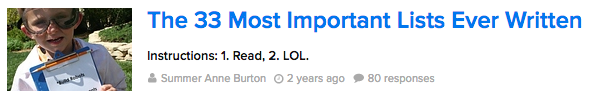 The 33 Most Important Lists Ever Written
Instructions: 1. Read, 2. LOL.
Summer Anne Burton 2 years ago 80 responses